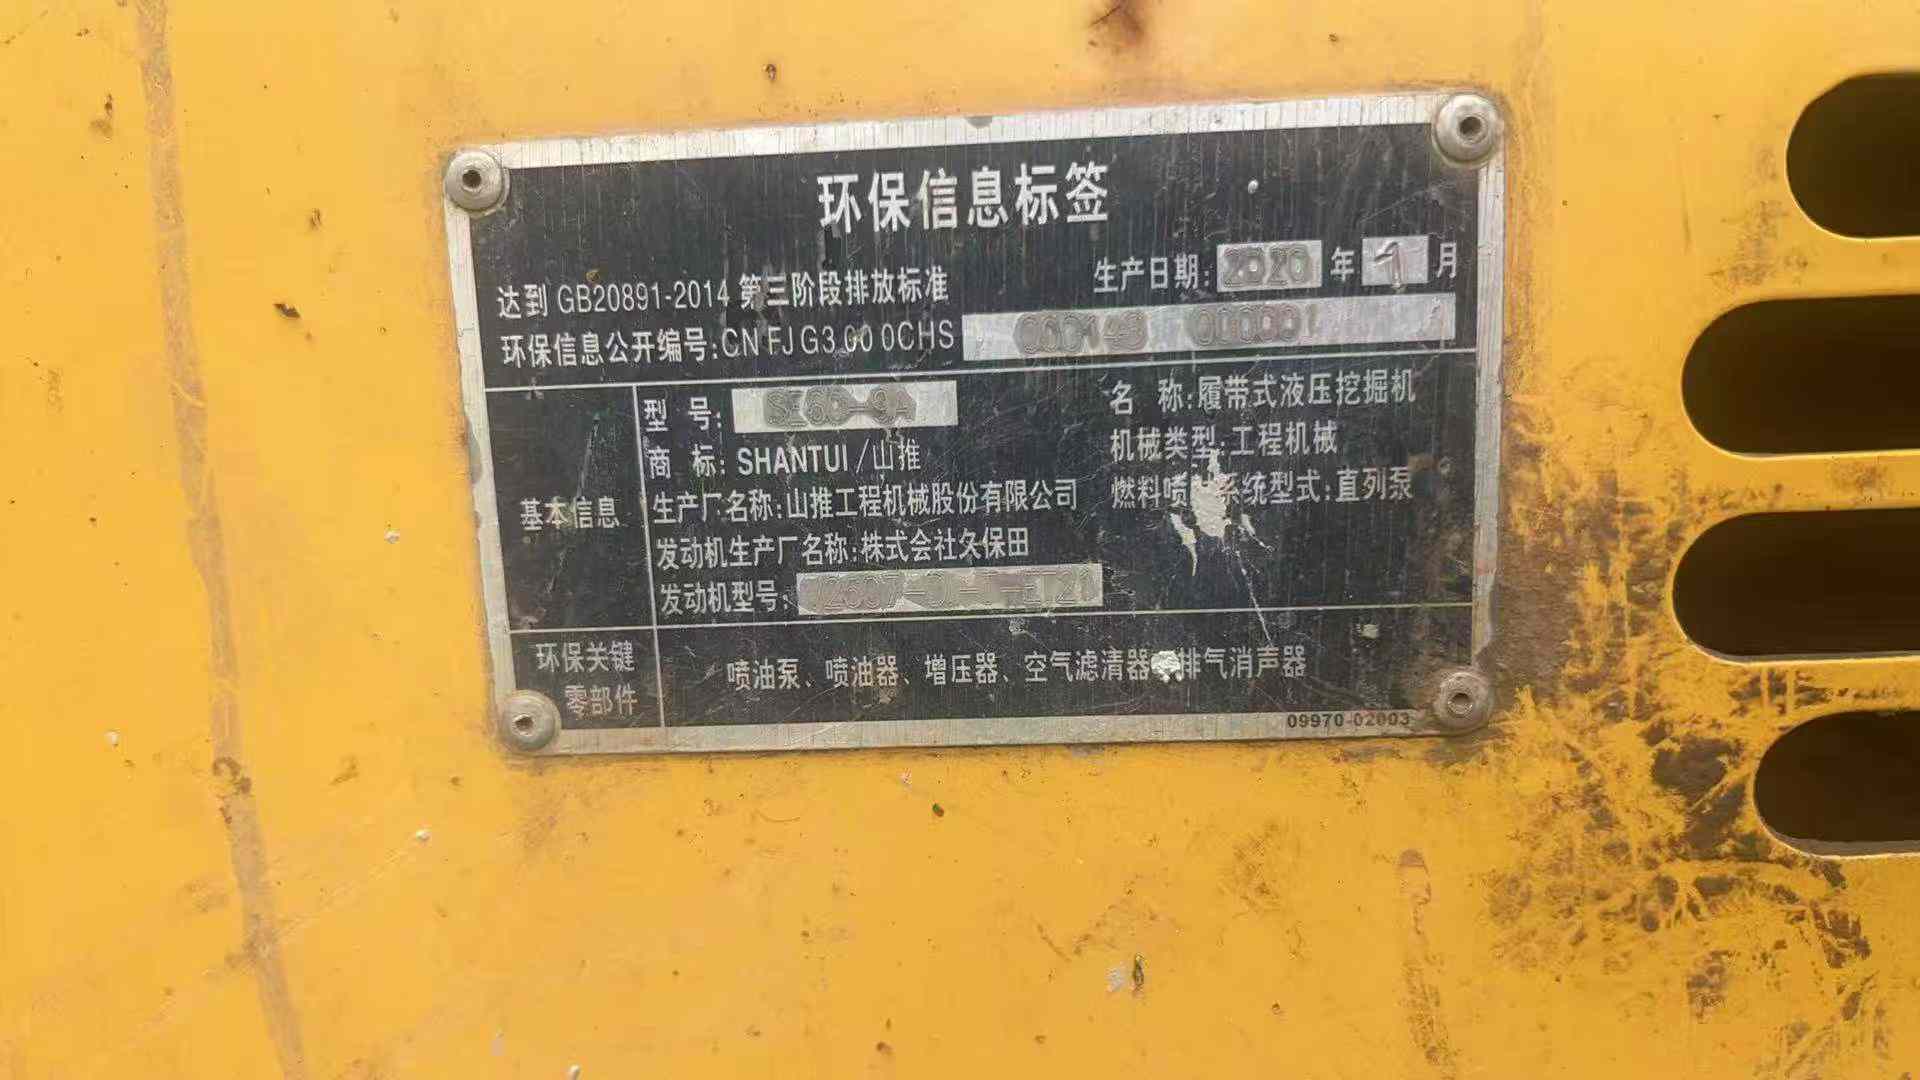 环保信息标签
达到 GB20891-2014 第三阶段排放标准
生产日期: 2020 年 月
环保信息公开编号:CN FJ G3 00 0CHS
基本信息
型 号: SE60-9A
商 标: SHANTUI/山推
生产厂名称:山推工程机械股份有限公司
发动机生产厂名称:株式会社久保田
发动机型号:
名 称:履带式液压挖掘机
机械类型:工程机械
燃料喷射系统型式:直列泵
环保关键
零部件
喷油泵、喷油器、增压器、空气滤清器、排气消声器
09970-02003